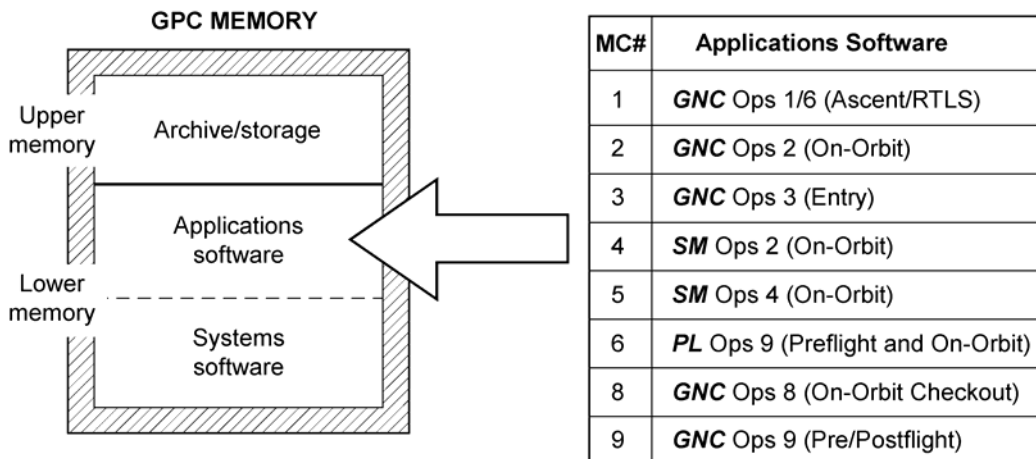 GPC MEMORY
Upper
memory
Archive/storage
Applications
software
Lower
memory
Systems
software
MC# Applications Software
1 GNC Ops 1/6 (Ascent/RTLS)
2 GNC Ops 2 (On-Orbit)
3 GNC Ops 3 (Entry)
4 SM Ops 2 (On-Orbit)
5 SM Ops 4 (On-Orbit)
6 PL Ops 9 (Preflight and On-Orbit)
8 GNC Ops 8 (On-Orbit Checkout)
9 GNC Ops 9 (Pre/Postflight)